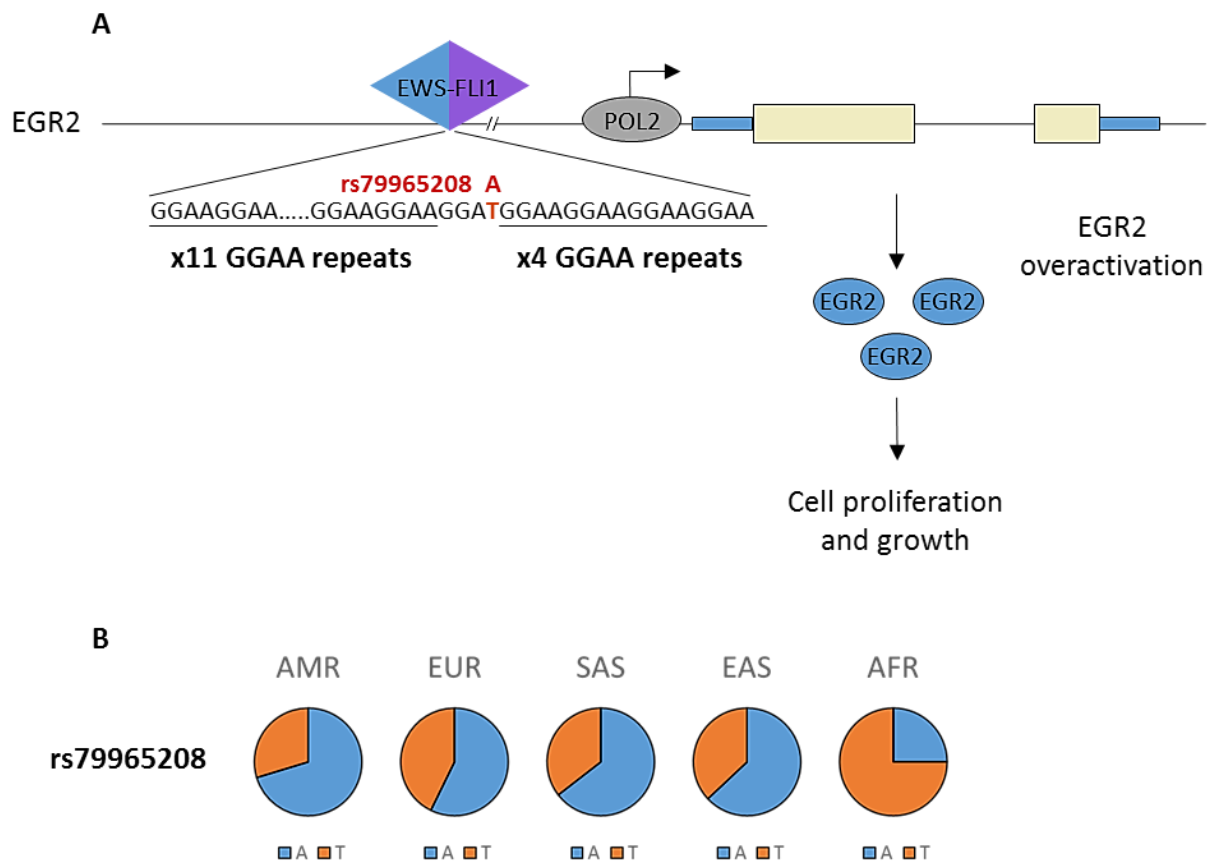 A
EWS-FLI1
EGR2
POL2
rs79965208 A
GGAAGGAA.....GGAAGGAAGGATGGAAGGAAGGAAGGAA
x11 GGAA repeats
x4 GGAA repeats
EGR2
overactivation
EGR2 EGR2
EGR2
Cell proliferation
and growth
B
AMR EUR SAS EAS AFR
rs79965208
A T A T A T A T A T